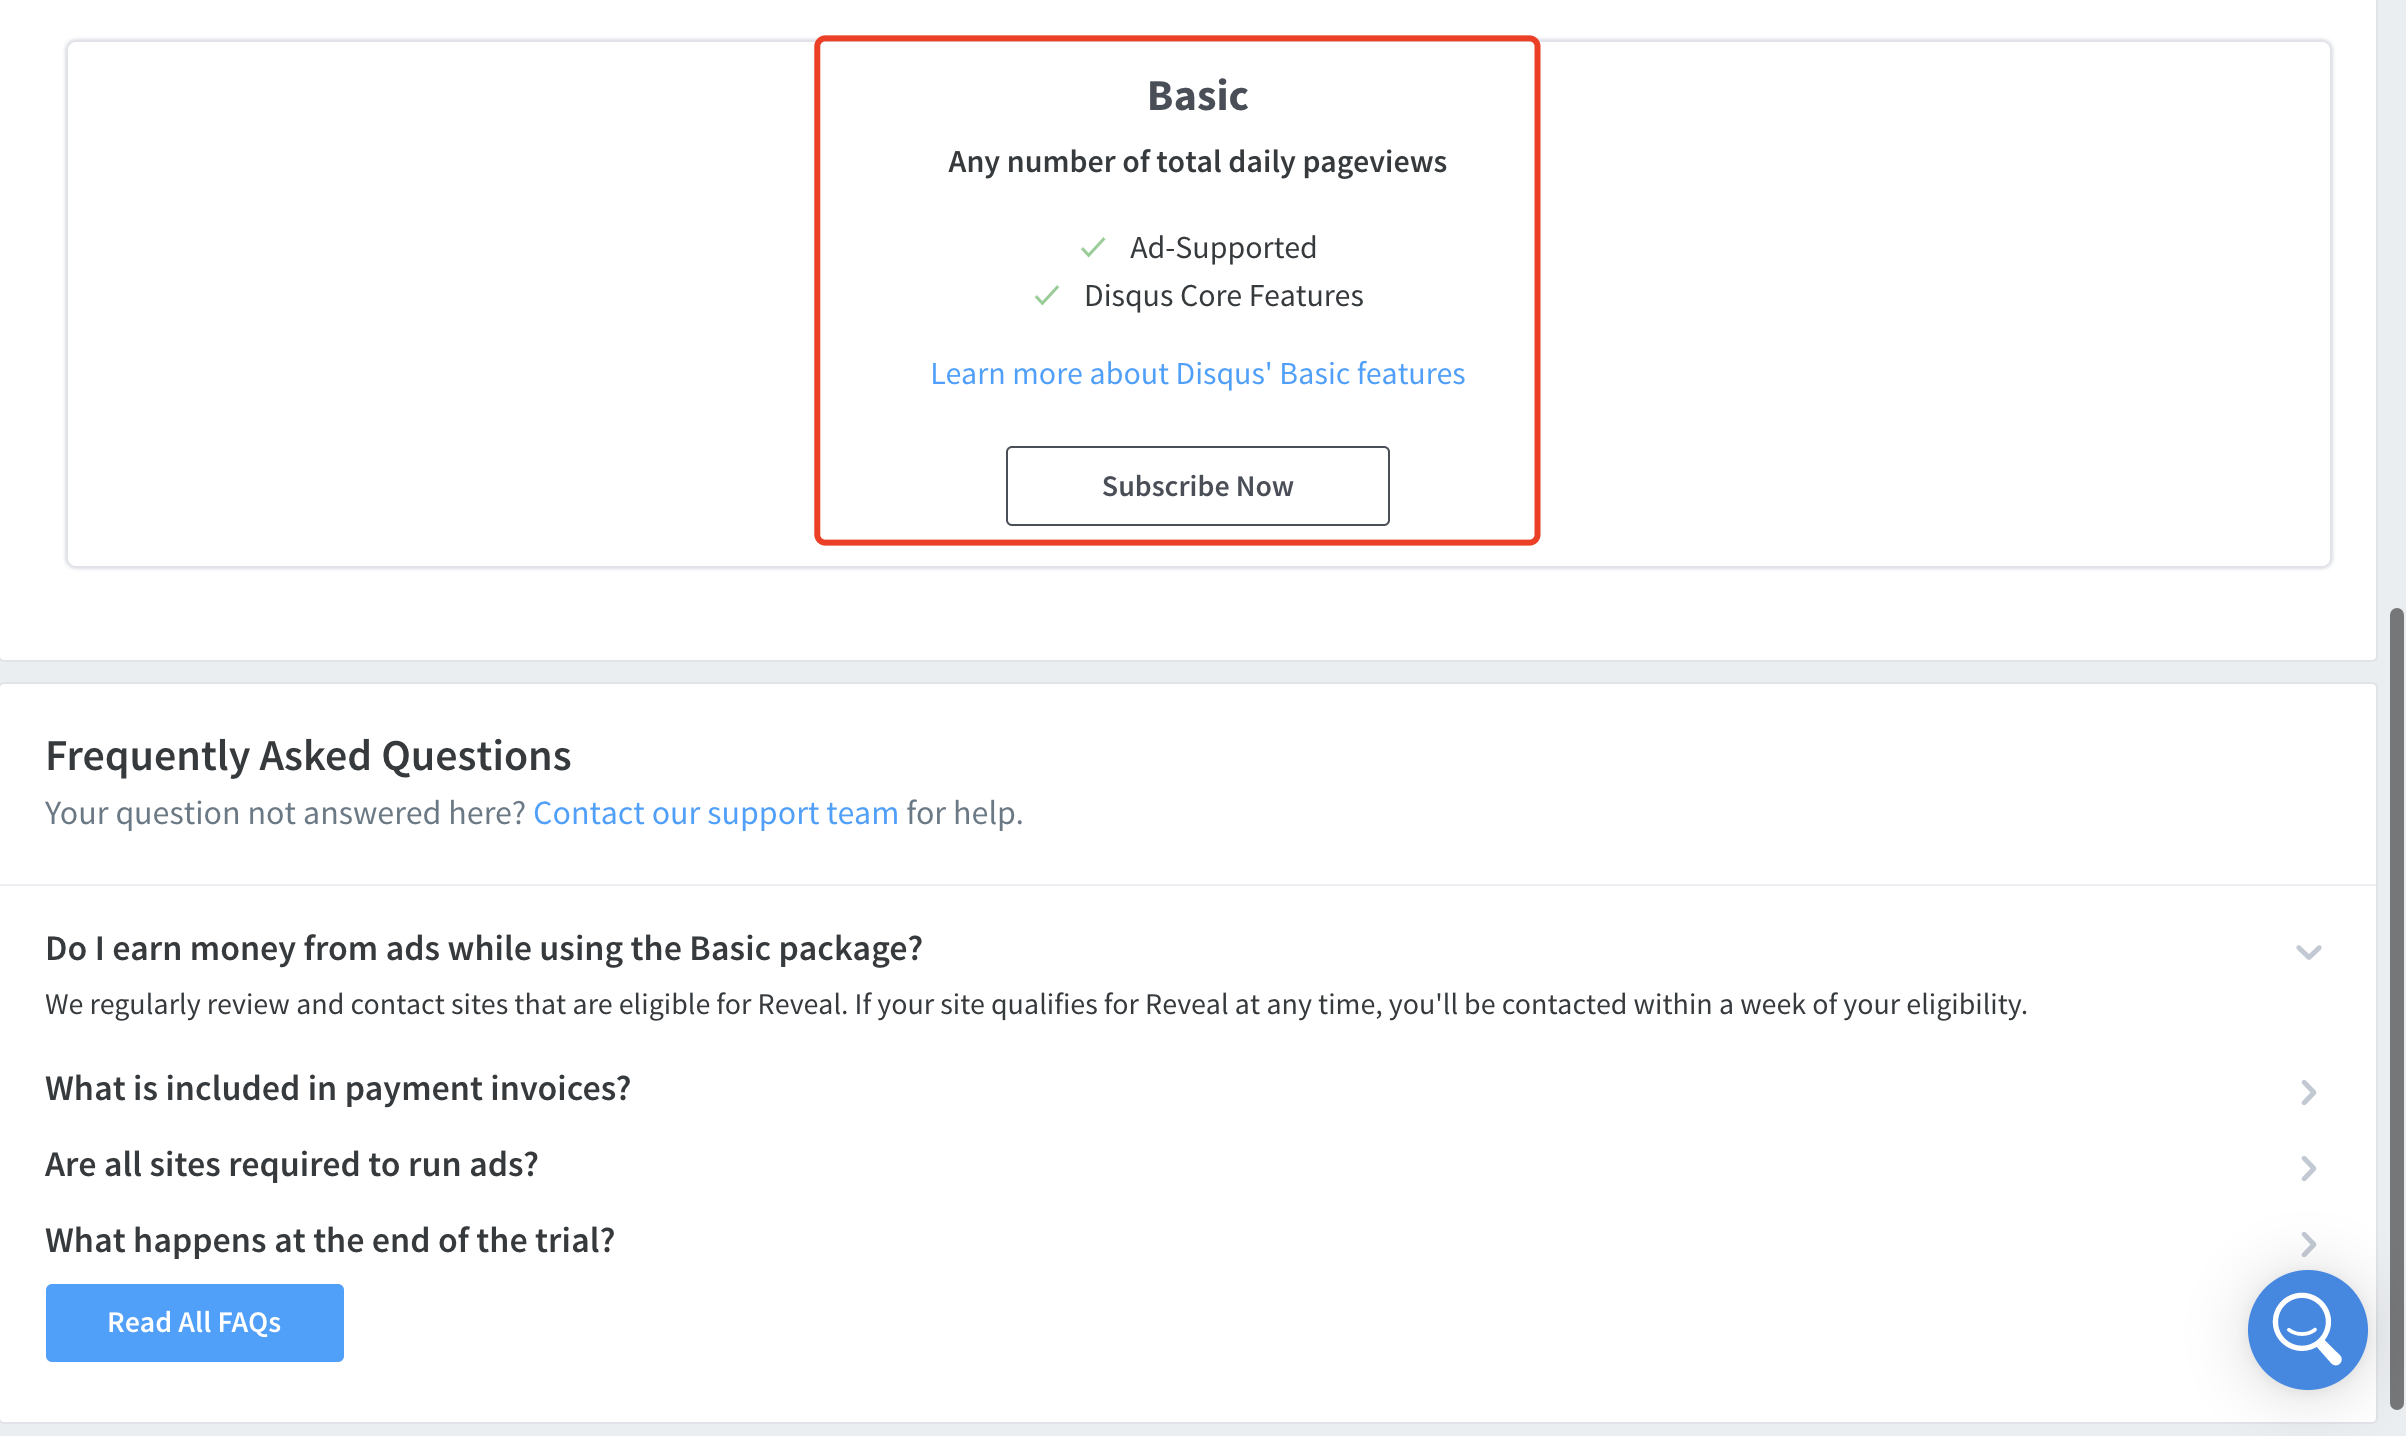 Basic
Any number of total daily pageviews
Ad-Supported
Disqus Core Features
Learn more about Disqus' Basic features
Subscribe Now
Frequently Asked Questions
Your question not answered here? Contact our support team for help.
Do I earn money from ads while using the Basic package?
We regularly review and contact sites that are eligible for Reveal. If your site qualifies for Reveal at any time, you'll be contacted within a week of your eligibility.
What is included in payment invoices?
Are all sites required to run ads?
What happens at the end of the trial?
Read All FAQs